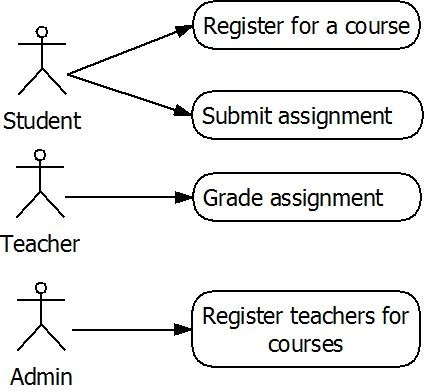 Register for a course
Student
Submit assignment
Grade assignment
Teacher
Register teachers for
courses
Admin